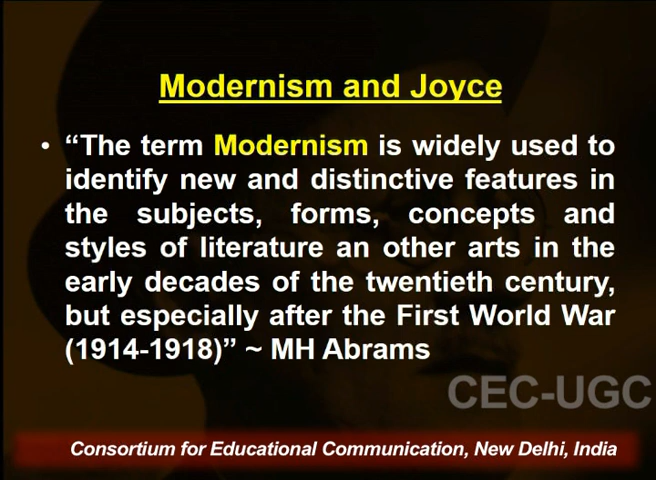 Modernism and Joyce
• “The term Modernism is widely used to
identify new and distinctive features in
the subjects, forms, concepts and
styles of literature an other arts in the
early decades of the twentieth century,
but especially after the First World War
(1914-1918)” ~ MH Abrams
CEC-UGC
Consortium for Educational Communication, New Delhi, India